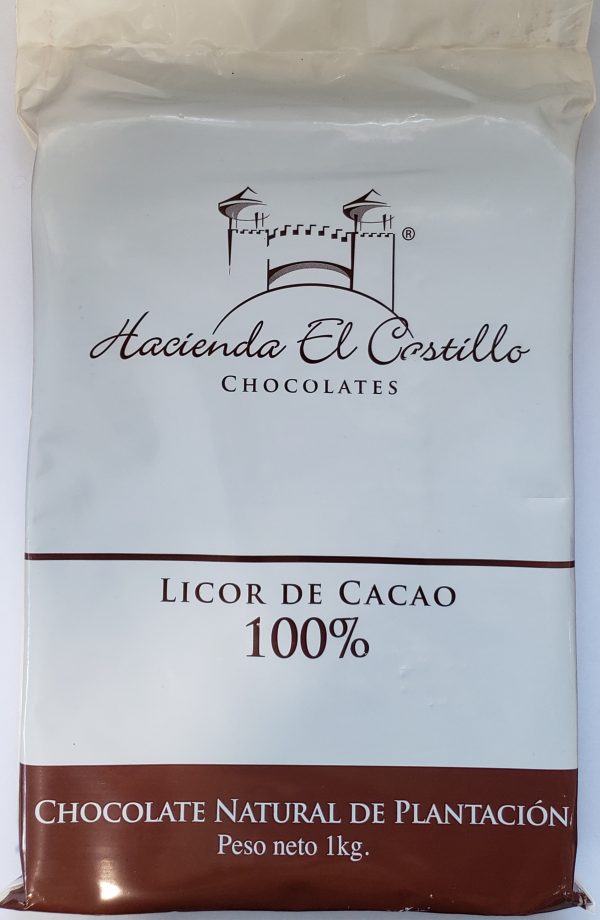 ®
Hacienda El Castillo
CHOCOLATES
LICOR DE CACAO
100%
CHOCOLATE NATURAL DE PLANTACIÓN
Peso neto 1kg.